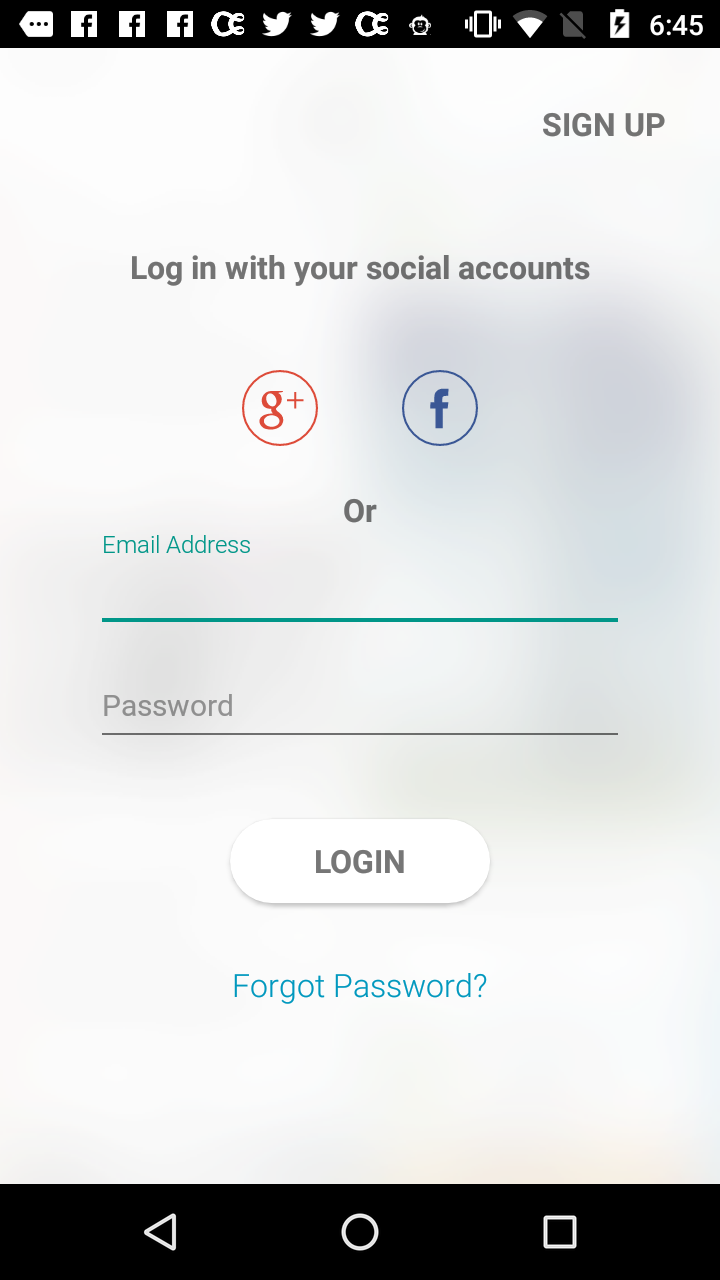 6:45
SIGN UP
Log in with your social accounts
g+ f
Or
Email Address
Password
LOGIN
Forgot Password?